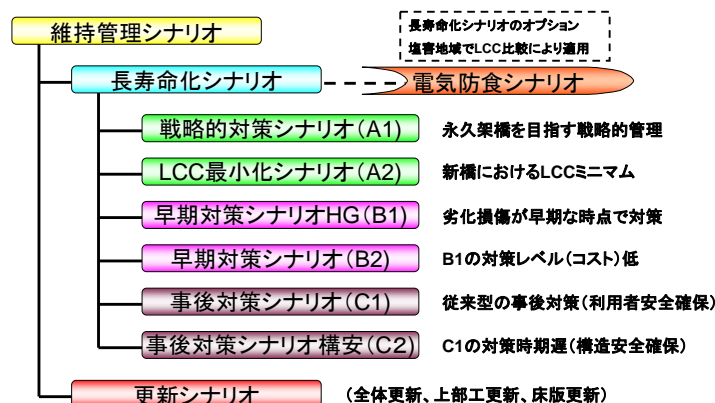 維持管理シナリオ
長寿命化シナリオのオプション
塩害地域でLCC比較により適用
長寿命化シナリオ
電気防食シナリオ
戦略的対策シナリオ(A1)
永久架橋を目指す戦略的管理
LCC最小化シナリオ(A2)
新橋におけるLCCミニマム
早期対策シナリオHG(B1)
劣化損傷が早期な時点で対策
早期対策シナリオ(B2)
B1の対策レベル(コスト)低
事後対策シナリオ(C1)
従来型の事後対策(利用者安全確保)
事後対策シナリオ構安(C2)
C1の対策時期遅(構造安全確保)
更新シナリオ
(全体更新、上部工更新、床版更新)